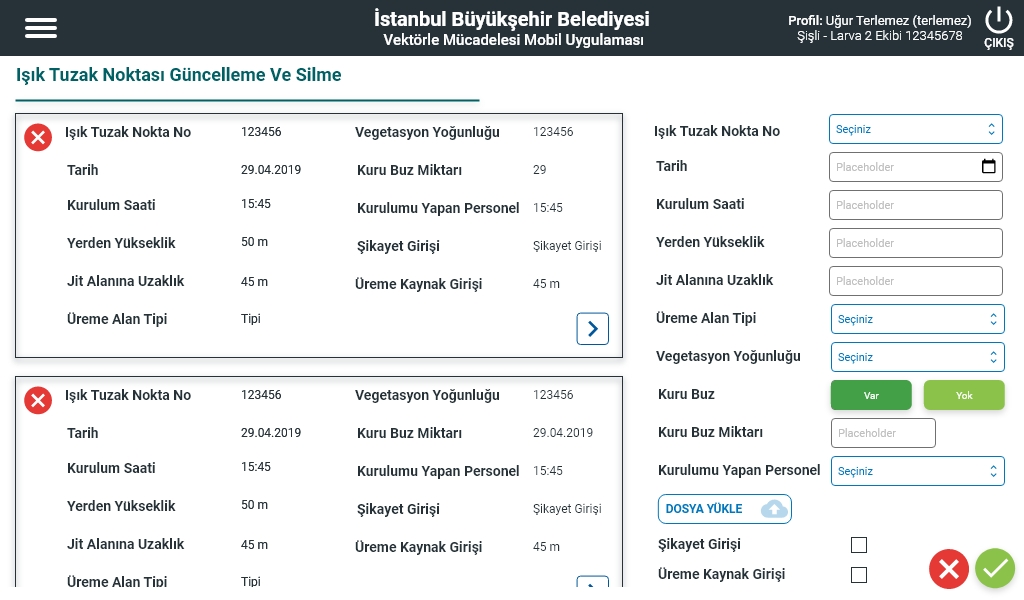 İstanbul Büyükşehir Belediyesi
Vektörle Mücadelesi Mobil Uygulaması
Profil: Uğur Terlemez (terlemez)
Şişli - Larva 2 Ekibi 12345678
ÇIKIŞ
Işık Tuzak Noktası Güncelleme Ve Silme
Işık Tuzak Nokta No 123456 Vegetasyon Yoğunluğu 123456
Tarih 29.04.2019 Kuru Buz Miktarı 29
Kurulum Saati 15:45 Kurulumu Yapan Personel 15:45
Yerden Yükseklik 50 m Şikayet Girişi Şikayet Girişi
Jit Alanına Uzaklık 45 m Üreme Kaynak Girişi 45 m
Üreme Alan Tipi Tipi
Işık Tuzak Nokta No 123456 Vegetasyon Yoğunluğu 123456
Tarih 29.04.2019 Kuru Buz Miktarı 29.04.2019
Kurulum Saati 15:45 Kurulumu Yapan Personel 15:45
Yerden Yükseklik 50 m Şikayet Girişi Şikayet Girişi
Jit Alanına Uzaklık 45 m Üreme Kaynak Girişi 45 m
Üreme Alan Tipi Tipi
Işık Tuzak Nokta No Seçiniz
Tarih Placeholder
Kurulum Saati Placeholder
Yerden Yükseklik Placeholder
Jit Alanına Uzaklık Placeholder
Üreme Alan Tipi Seçiniz
Vegetasyon Yoğunluğu Seçiniz
Kuru Buz Var Yok
Kuru Buz Miktarı Placeholder
Kurulumu Yapan Personel Seçiniz
DOSYA YÜKLE
Şikayet Girişi
Üreme Kaynak Girişi